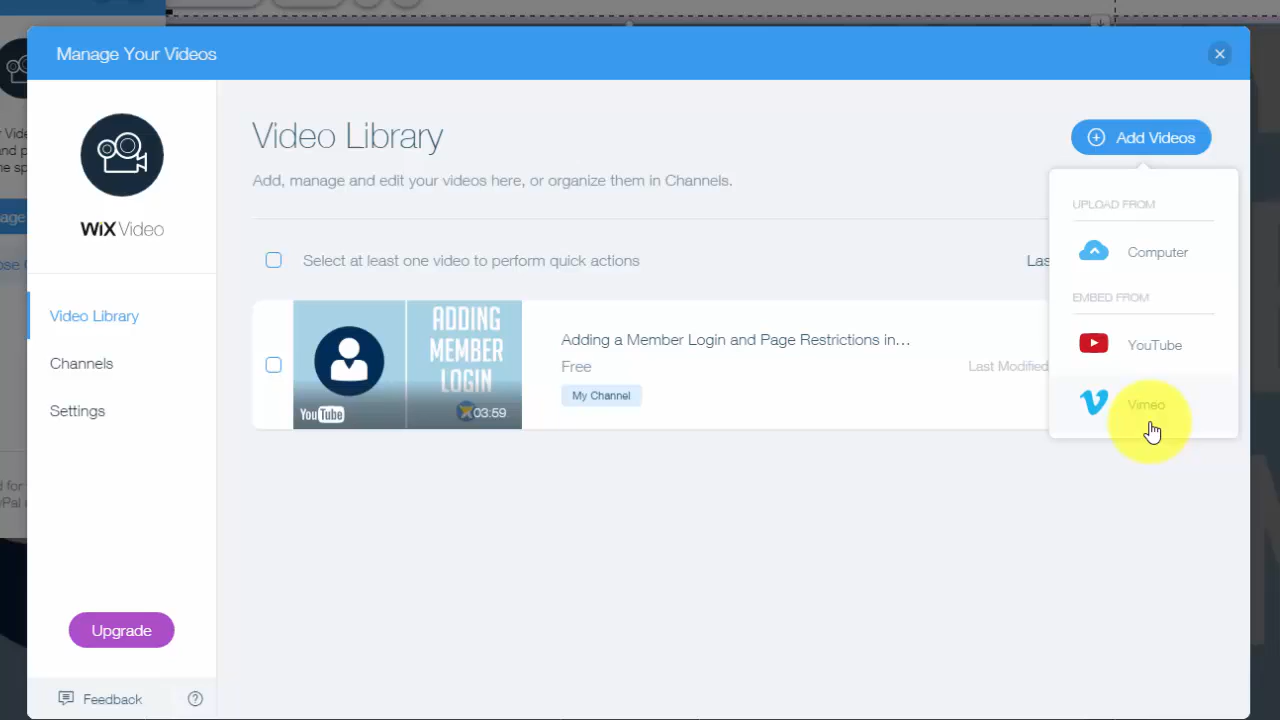 Manage Your Videos
WiX Video
Video Library
Channels
Settings
Upgrade
Feedback
Video Library
Add Videos
Add, manage and edit your videos here, or organize them in Channels.
Select at least one video to perform quick actions
ADDING
MEMBER
LOGIN
YouTube
03:59
Adding a Member Login and Page Restrictions in…
Free
Last Modified
My Channel
UPLOAD FROM
Computer
EMBED FROM
YouTube
Vimeo